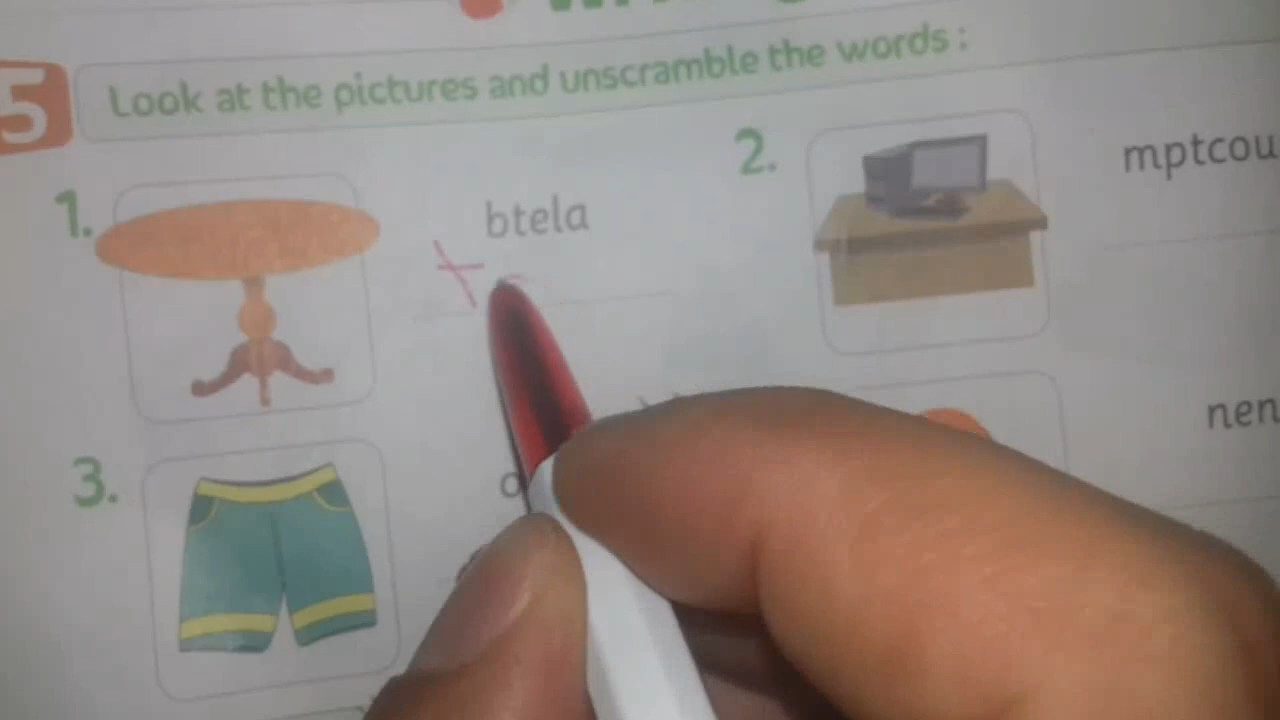 5 Look at the pictures and unscramble the words :
1. btela
2. mptcou
t
3.
nen